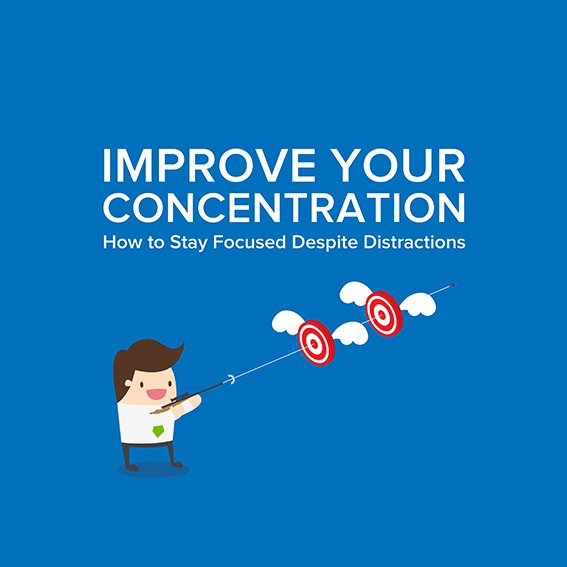 IMPROVE YOUR
CONCENTRATION
How to Stay Focused Despite Distractions